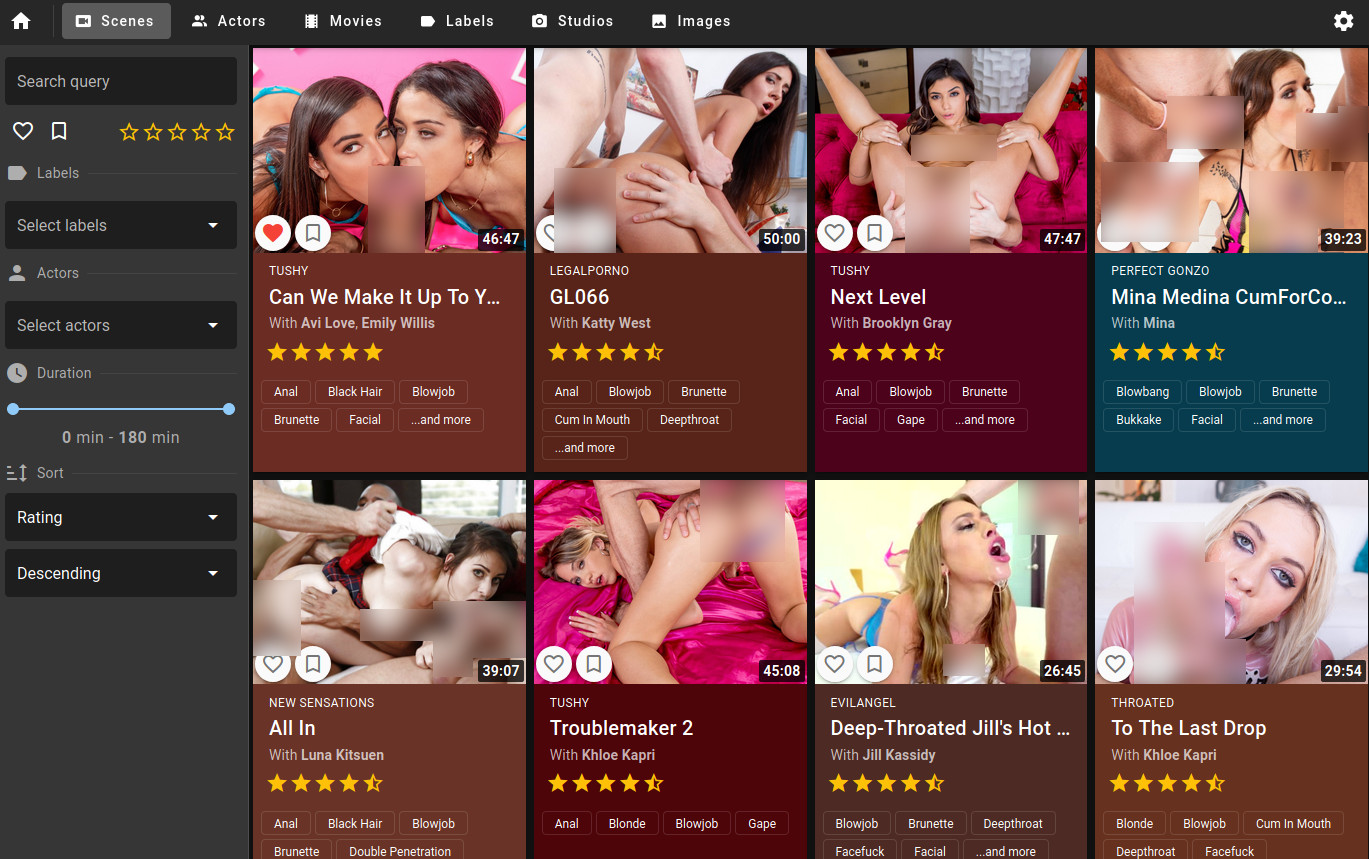 Scenes
Actors
Movies
Labels
Studios
Images
Search query
Labels
Select labels
Actors
Select actors
Duration
0 min - 180 min
Sort
Rating
Descending
46:47
TUSHY
Can We Make It Up To Y...
With Avi Love, Emily Willis
Anal Black Hair Blowjob
Brunette Facial ...and more
50:00
LEGALPORNO
GL066
With Katty West
Anal Blowjob Brunette
Cum In Mouth Deepthroat
...and more
47:47
TUSHY
Next Level
With Brooklyn Gray
Anal Blowjob Brunette
Facial Gape ...and more
39:23
PERFECT GONZO
Mina Medina CumForCo...
With Mina
Blowbang Blowjob Brunette
Bukkake Facial ...and more
39:07
NEW SENSATIONS
All In
With Luna Kitsuen
Anal Black Hair Blowjob
Brunette Double Penetration
45:08
TUSHY
Troublemaker 2
With Khloe Kapri
Anal Blonde Blowjob Gape
26:45
EVILANGEL
Deep-Throated Jill's Hot ...
With Jill Kassidy
Blowjob Brunette Deepthroat
Facefuck Facial ...and more
29:54
THROATED
To The Last Drop
With Khloe Kapri
Blonde Blowjob Cum In Mouth
Deepthroat Facefuck